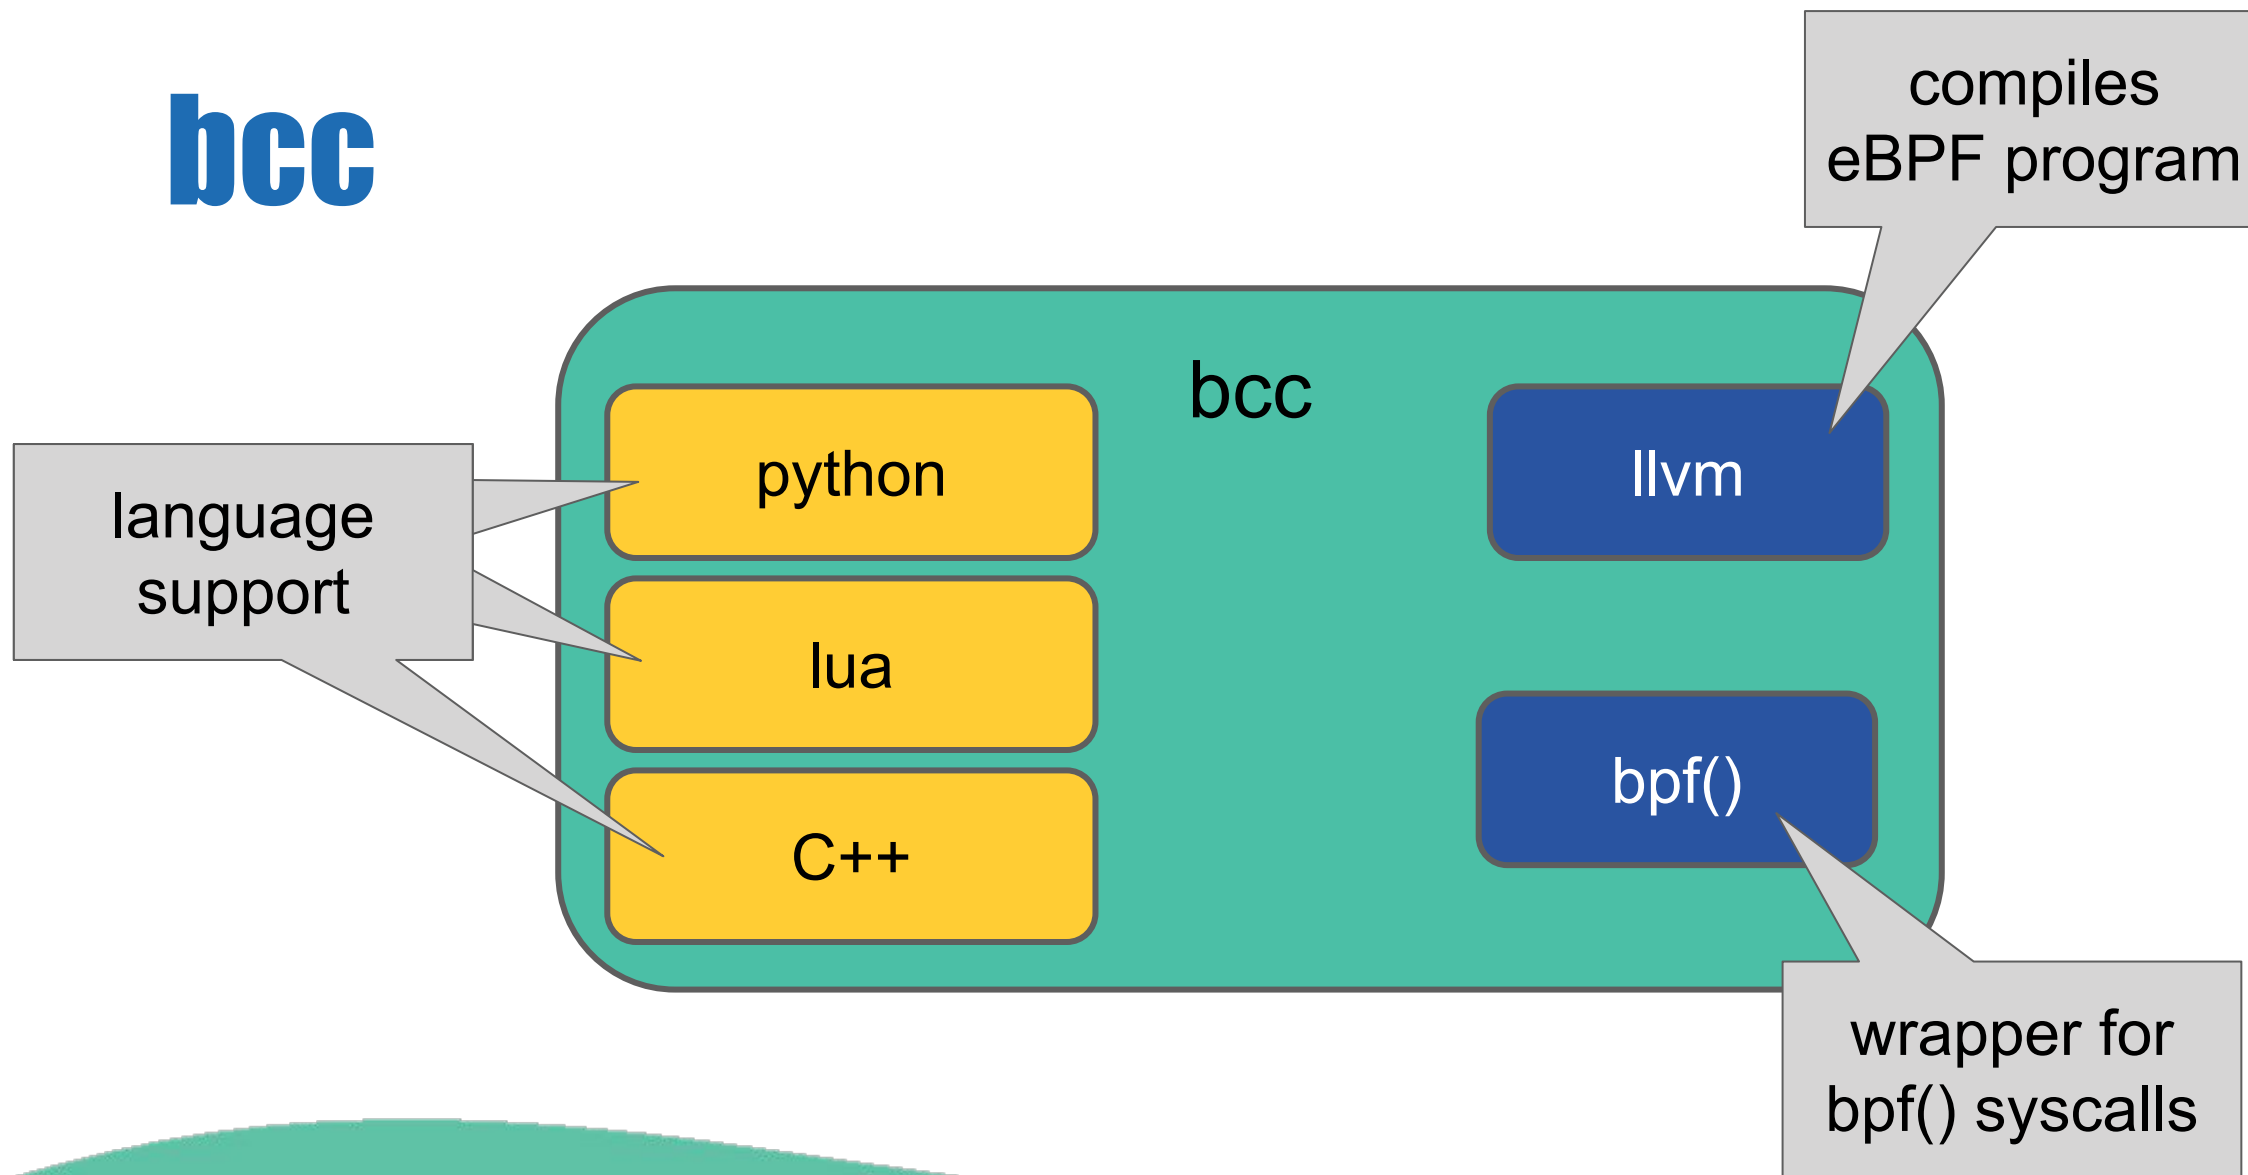 bcc
compiles
eBPF program
bcc
python
llvm
language
support
lua
bpf()
C++
wrapper for
bpf() syscalls